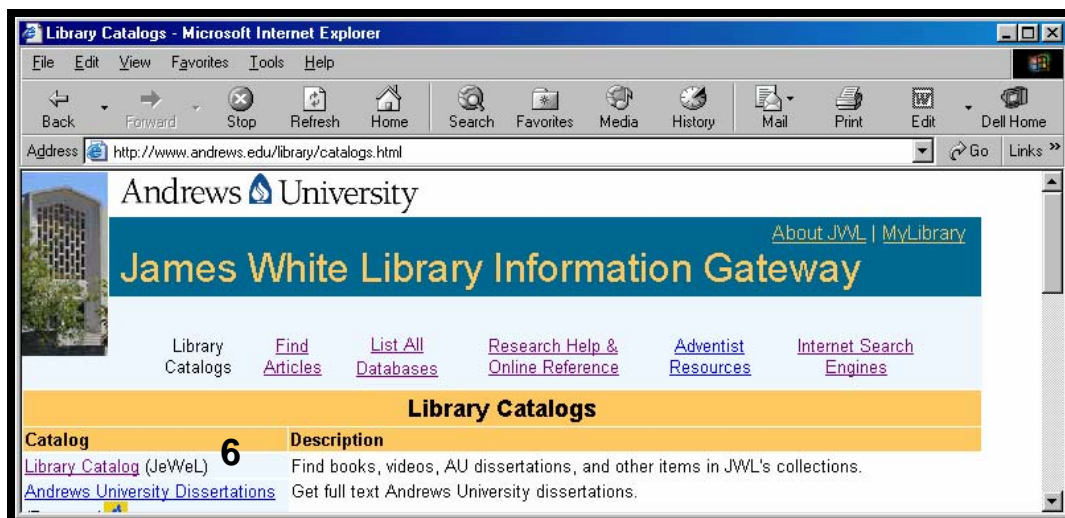 Library Catalogs - Microsoft Internet Explorer
File Edit View Favorites Tools Help
Back Forward Stop Refresh Home Search Favorites Media History Mail Print Edit Dell Home
Address http://www.andrews.edu/library/catalogs.html Go Links »
Andrews University
About JWL | MyLibrary
James White Library Information Gateway
Library Catalogs Find Articles List All Databases Research Help & Online Reference Adventist Resources Internet Search Engines
Library Catalogs
Catalog Description
6
Library Catalog (JeWeL) Find books, videos, AU dissertations, and other items in JWL's collections.
Andrews University Dissertations Get full text Andrews University dissertations.